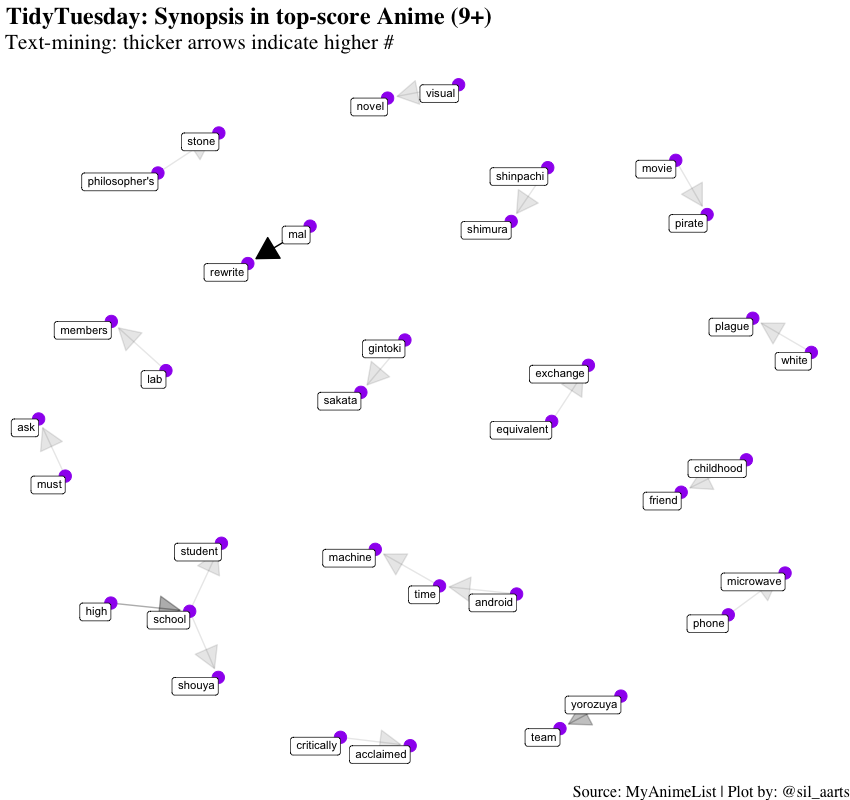 TidyTuesday: Synopsis in top-score Anime (9+)
Text-mining: thicker arrows indicate higher #
visual
novel
stone
philosopher's
movie
shinpachi
pirate
shimura
mal
rewrite
members
plague
gintoki
white
exchange
lab
sakata
ask
equivalent
childhood
must
friend
student
machine
microwave
time
android
high
school
phone
shouya
yorozuya
team
critically
acclaimed
Source: MyAnimeList | Plot by: @sil_aarts